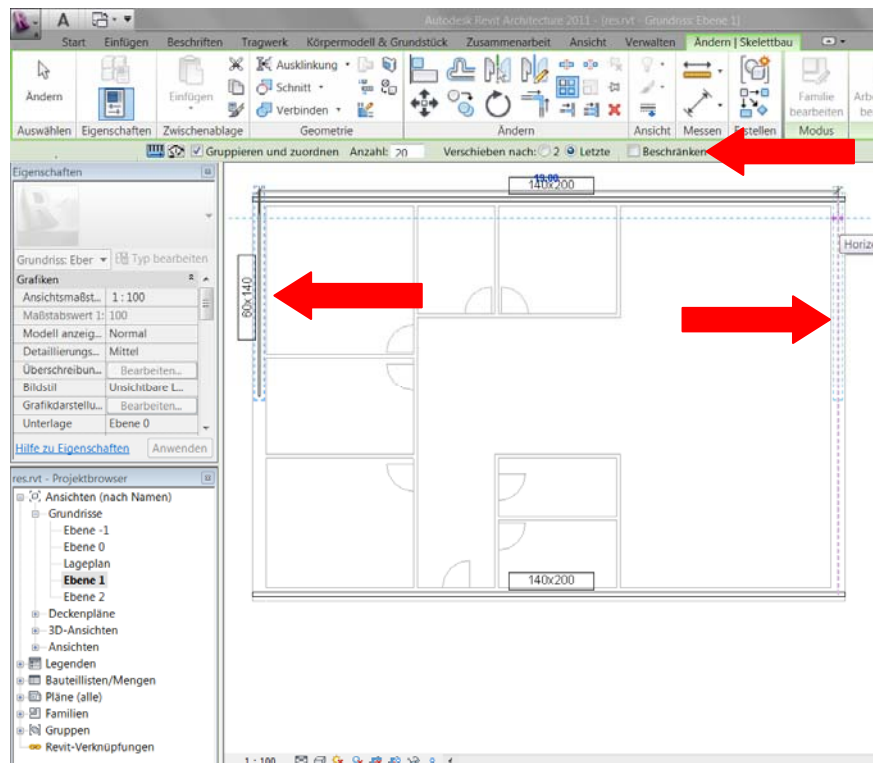 Autodesk Revit Architecture 2011 - [res.rvt - Grundriss: Ebene 1]
Start Einfügen Beschriften Tragwerk Körpermodell & Grundstück Zusammenarbeit Ansicht Verwalten Ändern | Skelettbau
Ändern Einfügen Ausklinkung Schnitt Verbinden Familie bearbeiten
Auswählen Eigenschaften Zwischenablage Geometrie Ändern Ansicht Messen Erstellen Modus
Gruppieren und zuordnen Anzahl: 20 Verschieben nach: 2 Letzte Beschränken
Eigenschaften
Grundriss: Eber Typ bearbeiten
Grafiken
Ansichtsmaßst... 1 : 100
Maßstabswert 1: 100
Modell anzeig... Normal
Detaillierungs... Mittel
Überschreibun... Bearbeiten...
Bildstil Unsichtbare L...
Grafikdarstellu... Bearbeiten...
Unterlage Ebene 0
Hilfe zu Eigenschaften Anwenden
res.rvt - Projektbrowser
Ansichten (nach Namen)
Grundrisse
Ebene -1
Ebene 0
Lageplan
Ebene 1
Ebene 2
Deckenpläne
3D-Ansichten
Ansichten
Legenden
Bauteillisten/Mengen
Pläne (alle)
Familien
Gruppen
Revit-Verknüpfungen
19.00
140x200
60x140
Horiz
140x200
1 : 100